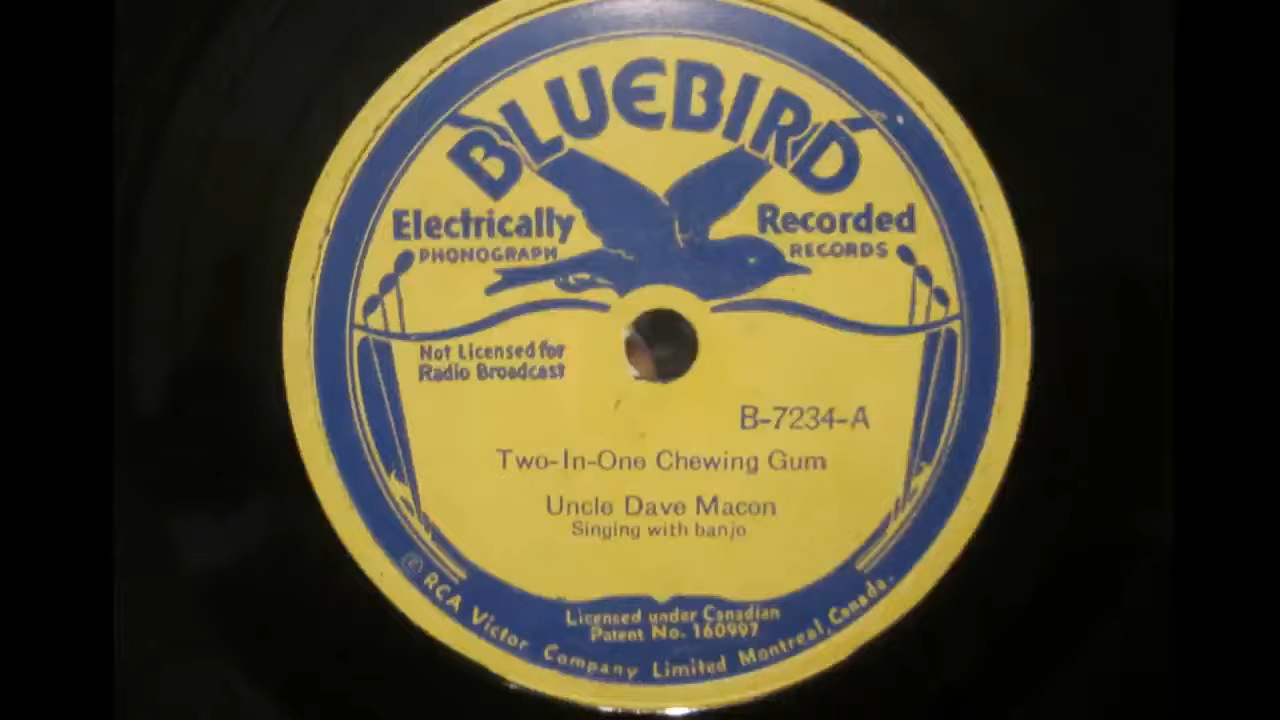 BLUEBIRD
Electrically Recorded
PHONOGRAPH RECORDS
Not Licensed for
Radio Broadcast
B-7234-A
Two-In-One Chewing Gum
Uncle Dave Macon
Singing with banjo
Licensed under Canadian
Patent No. 160997
© RCA Victor Company Limited Montreal, Canada.